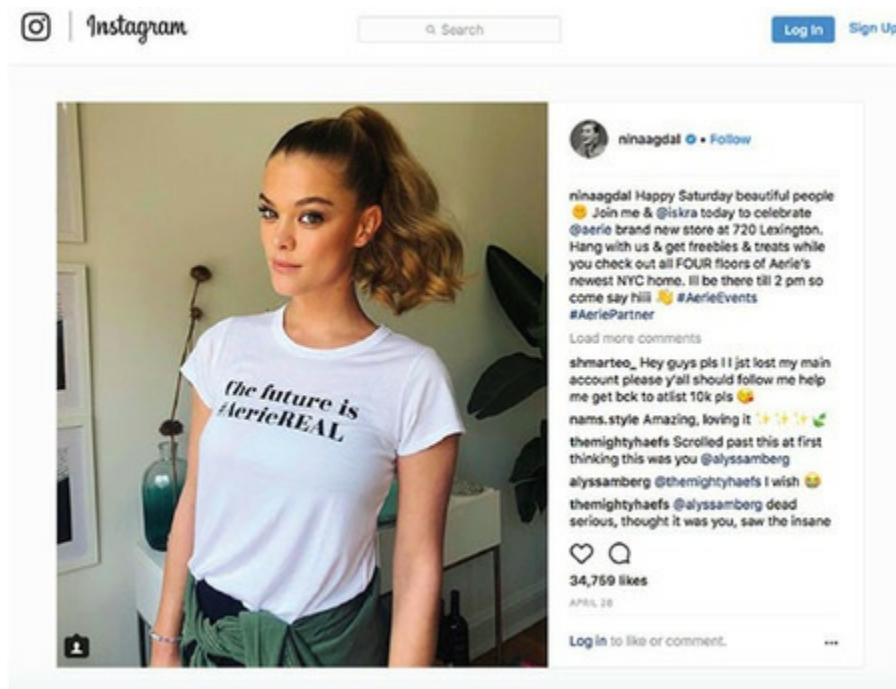 Instagram
Search
Log In
Sign Up
ninaagdal • Follow
ninaagdal Happy Saturday beautiful people
😊 Join me & @iskra today to celebrate
@aerie brand new store at 720 Lexington.
Hang with us & get freebies & treats while
you check out all FOUR floors of Aerie's
newest NYC home. Ill be there till 2 pm so
come say hiii 👋 #AerieEvents
#AeriePartner
Load more comments
shmarteo_ Hey guys pls I I jst lost my main
account please y'all should follow me help
me get bck to atlist 10k pls 😘
nams.style Amazing, loving it ✨✨✨🌿
themightyhaefs Scrolled past this at first
thinking this was you @alyssamberg
alyssamberg @themightyhaefs I wish 😂
themightyhaefs @alyssamberg dead
serious, thought it was you, saw the insane
34,759 likes
APRIL 28
Log in to like or comment.
The future is
#AerieREAL